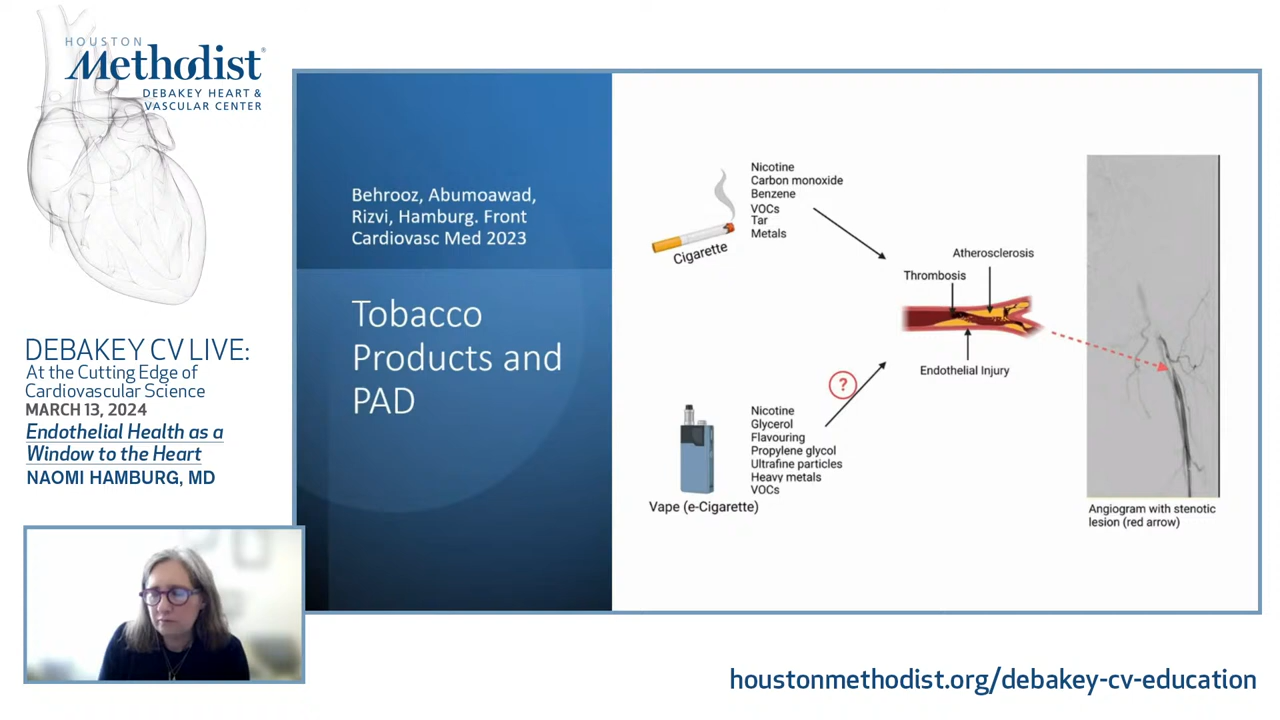 HOUSTON
Methodist®
DEBAKEY HEART &
VASCULAR CENTER
DEBAKEY CV LIVE:
At the Cutting Edge of
Cardiovascular Science
MARCH 13, 2024
Endothelial Health as a
Window to the Heart
NAOMI HAMBURG, MD
Behrooz, Abumoawad,
Rizvi, Hamburg. Front
Cardiovasc Med 2023
Tobacco
Products and
PAD
Nicotine
Carbon monoxide
Benzene
VOCs
Tar
Metals
Cigarette
Atherosclerosis
Thrombosis
Endothelial Injury
?
Nicotine
Glycerol
Flavouring
Propylene glycol
Ultrafine particles
Heavy metals
VOCs
Vape (e-Cigarette)
Angiogram with stenotic
lesion (red arrow)
houstonmethodist.org/debakey-cv-education